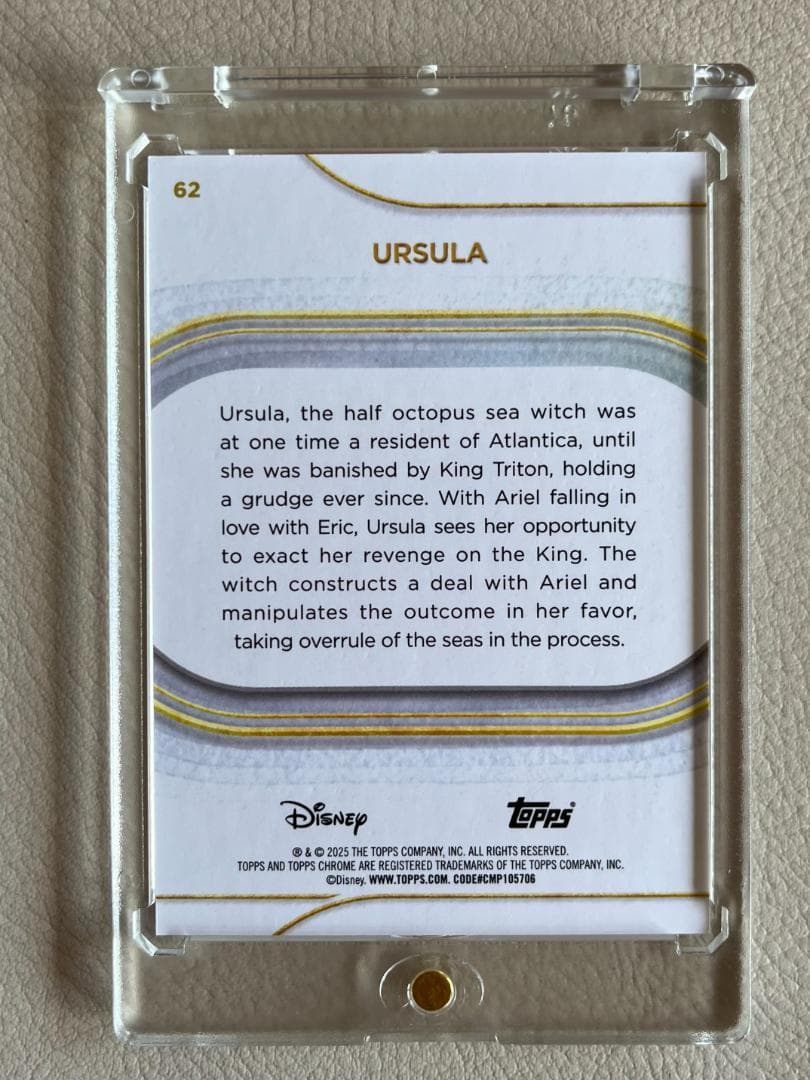 62
URSULA
Ursula, the half octopus sea witch was
at one time a resident of Atlantica, until
she was banished by King Triton, holding
a grudge ever since. With Ariel falling in
love with Eric, Ursula sees her opportunity
to exact her revenge on the King. The
witch constructs a deal with Ariel and
manipulates the outcome in her favor,
taking overrule of the seas in the process.
Disney topps®
® & © 2025 THE TOPPS COMPANY, INC. ALL RIGHTS RESERVED.
TOPPS AND TOPPS CHROME ARE REGISTERED TRADEMARKS OF THE TOPPS COMPANY, INC.
©Disney. WWW.TOPPS.COM. CODE#CMP105706